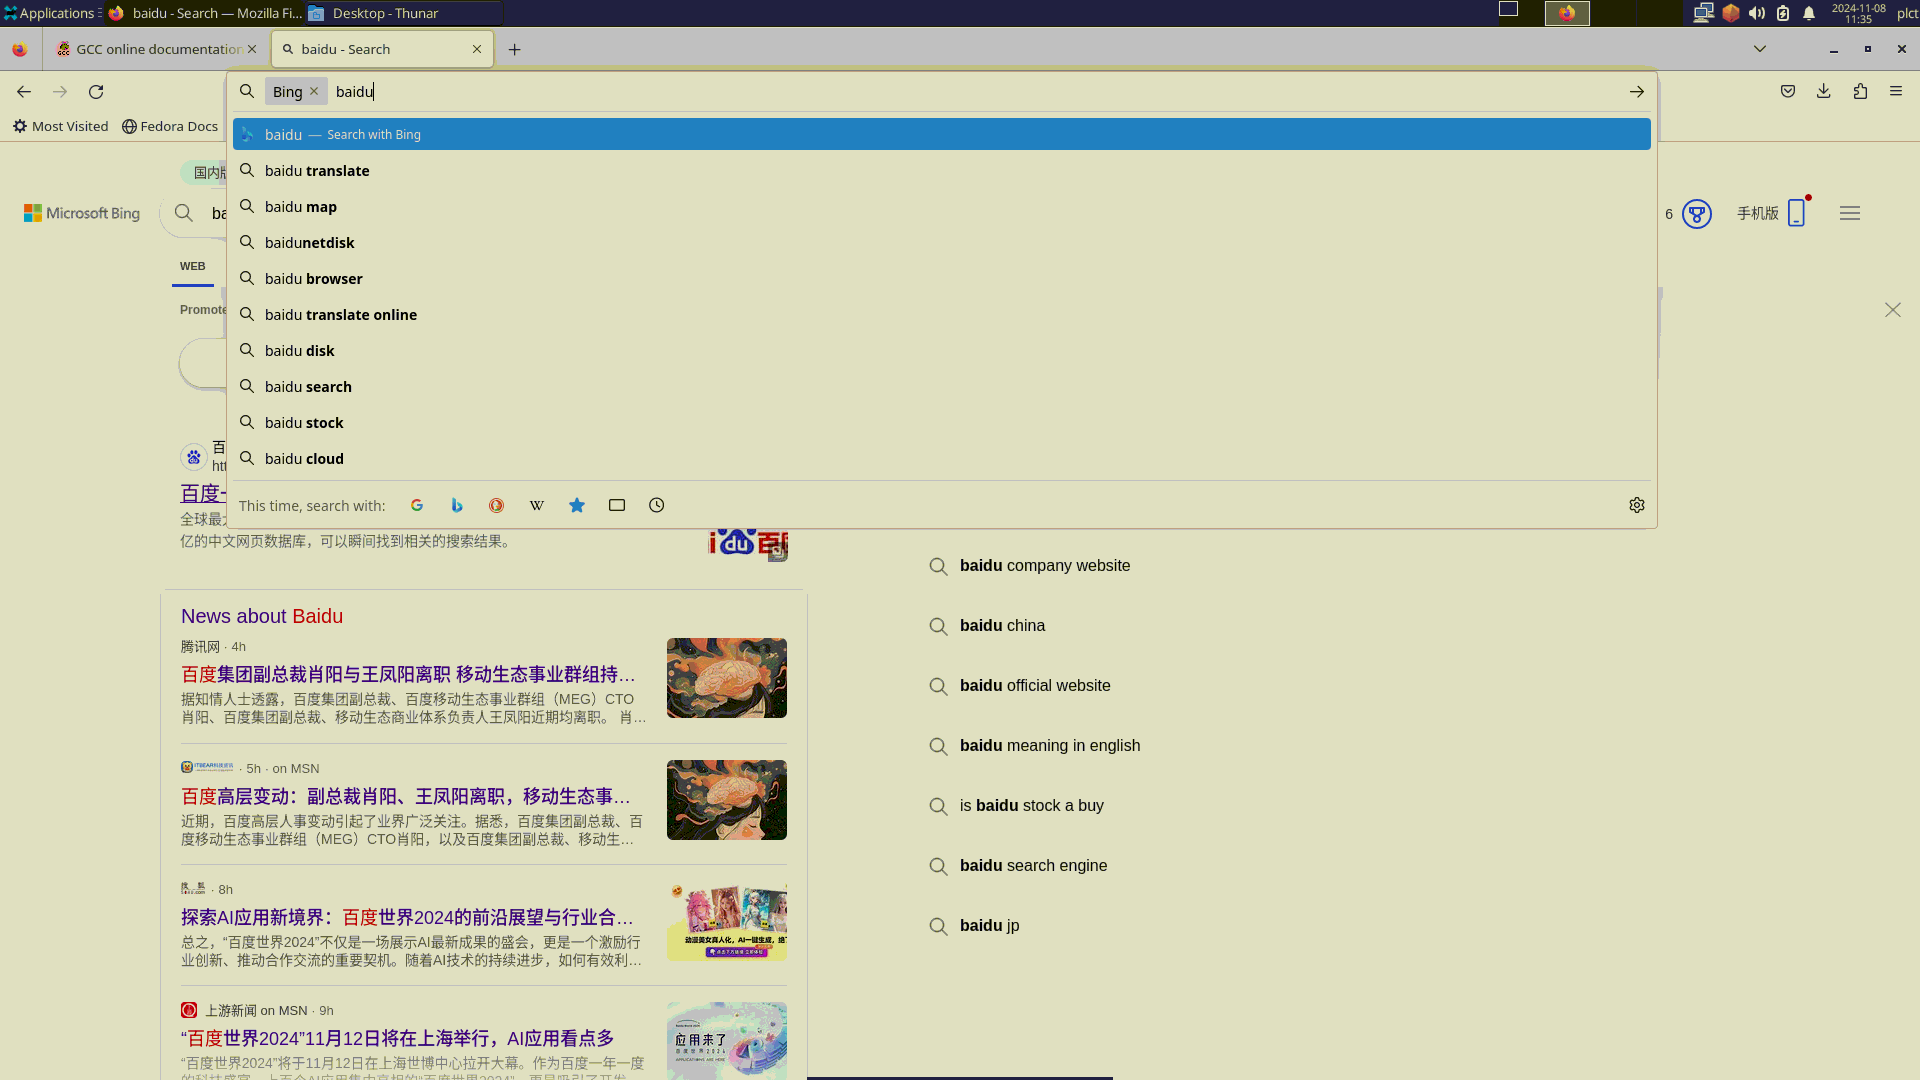 Applications
baidu - Search — Mozilla Fi...
Desktop - Thunar
2024-11-08
11:35
plct
GCC online documentation
baidu - Search
Bing
baidu
Most Visited
Fedora Docs
baidu — Search with Bing
baidu translate
baidu map
baidunetdisk
baidu browser
baidu translate online
baidu disk
baidu search
baidu stock
baidu cloud
This time, search with:
国内版
Microsoft Bing
ba
6
手机版
WEB
Promote
百
htt
百度一
全球最
亿的中文网页数据库，可以瞬间找到相关的搜索结果。
News about Baidu
腾讯网 · 4h
百度集团副总裁肖阳与王凤阳离职 移动生态事业群组持…
据知情人士透露，百度集团副总裁、百度移动生态事业群组（MEG）CTO
肖阳、百度集团副总裁、移动生态商业体系负责人王凤阳近期均离职。 肖…
· 5h · on MSN
百度高层变动：副总裁肖阳、王凤阳离职，移动生态事…
近期，百度高层人事变动引起了业界广泛关注。据悉，百度集团副总裁、百
度移动生态事业群组（MEG）CTO肖阳，以及百度集团副总裁、移动生…
· 8h
探索AI应用新境界：百度世界2024的前沿展望与行业合…
总之，“百度世界2024”不仅是一场展示AI最新成果的盛会，更是一个激励行
业创新、推动合作交流的重要契机。随着AI技术的持续进步，如何有效利…
上游新闻 on MSN · 9h
“百度世界2024”11月12日将在上海举行，AI应用看点多
“百度世界2024”将于11月12日在上海世博中心拉开大幕。作为百度一年一度
应用来了
百度世界2024
baidu company website
baidu china
baidu official website
baidu meaning in english
is baidu stock a buy
baidu search engine
baidu jp